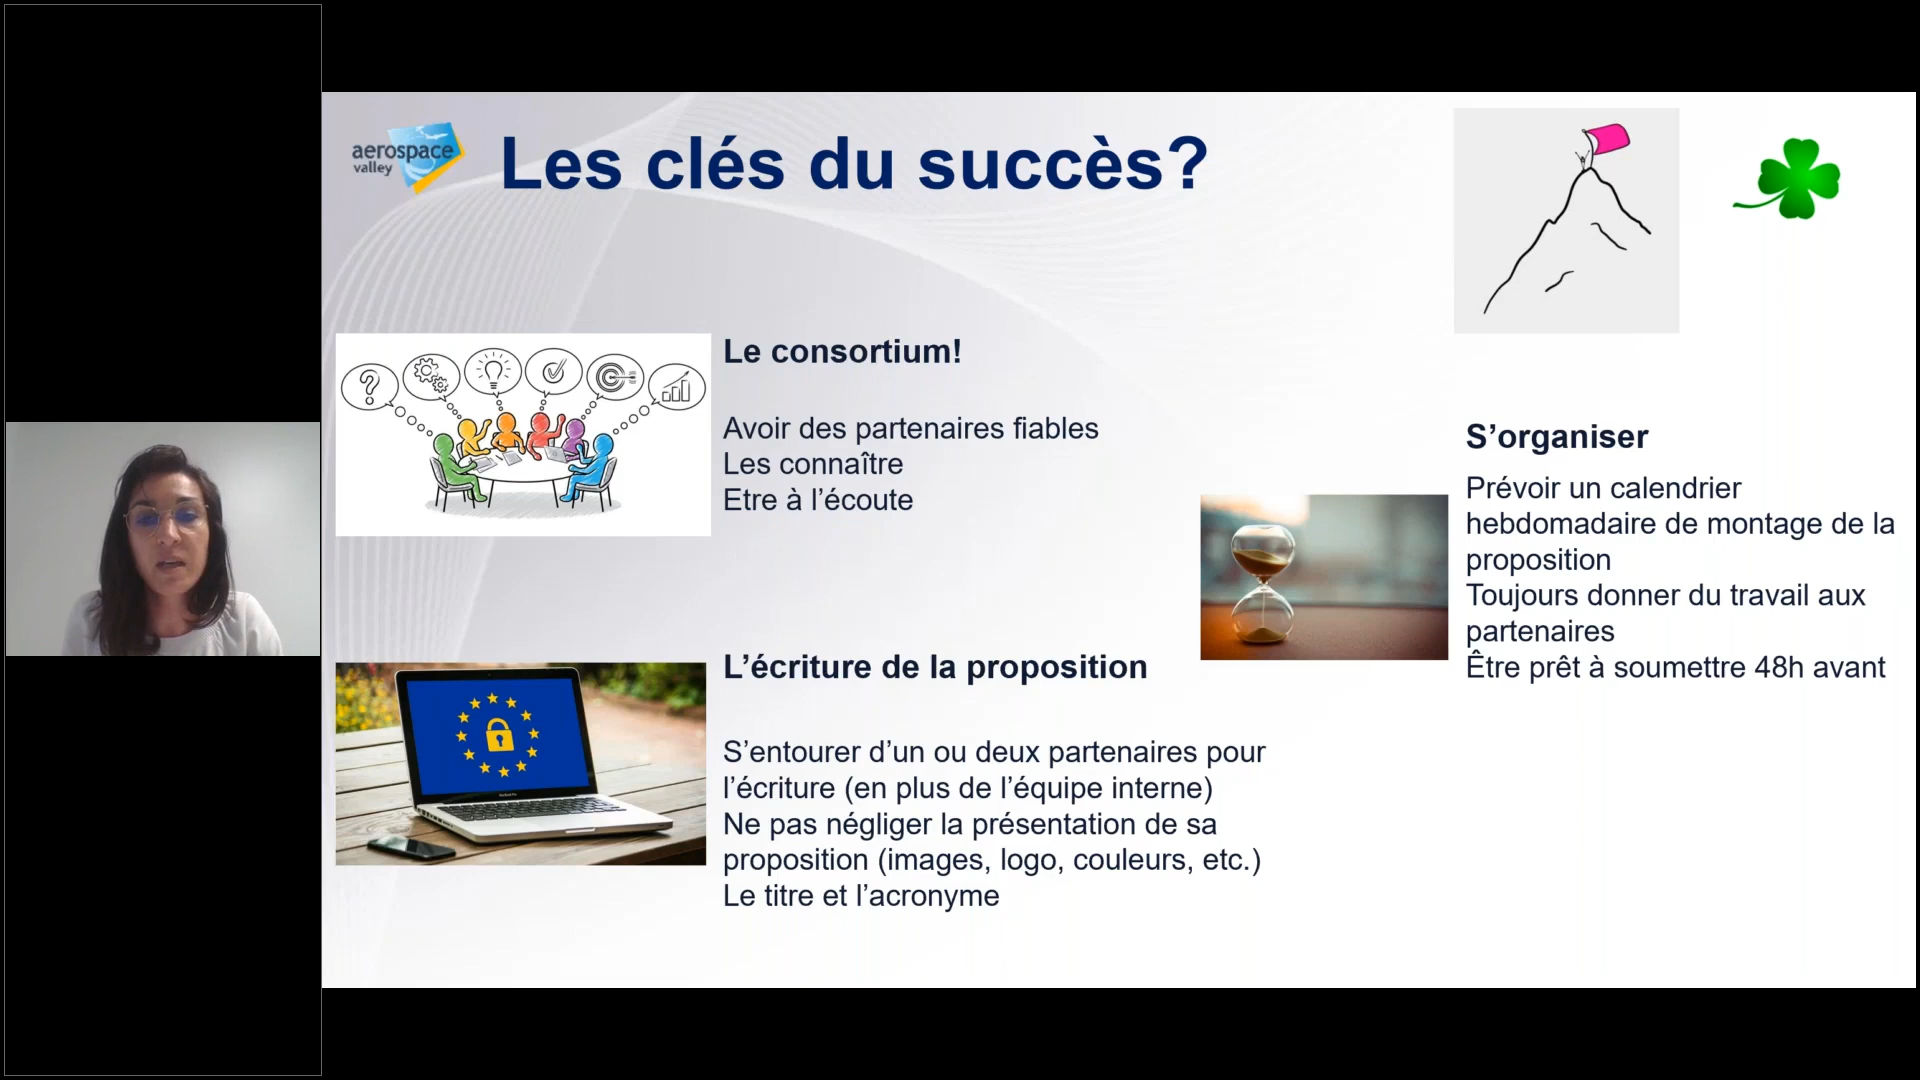 aerospace
valley
Les clés du succès?
Le consortium!
Avoir des partenaires fiables
Les connaître
Etre à l’écoute
L’écriture de la proposition
S’entourer d’un ou deux partenaires pour
l’écriture (en plus de l’équipe interne)
Ne pas négliger la présentation de sa
proposition (images, logo, couleurs, etc.)
Le titre et l’acronyme
S’organiser
Prévoir un calendrier
hebdomadaire de montage de la
proposition
Toujours donner du travail aux
partenaires
Être prêt à soumettre 48h avant